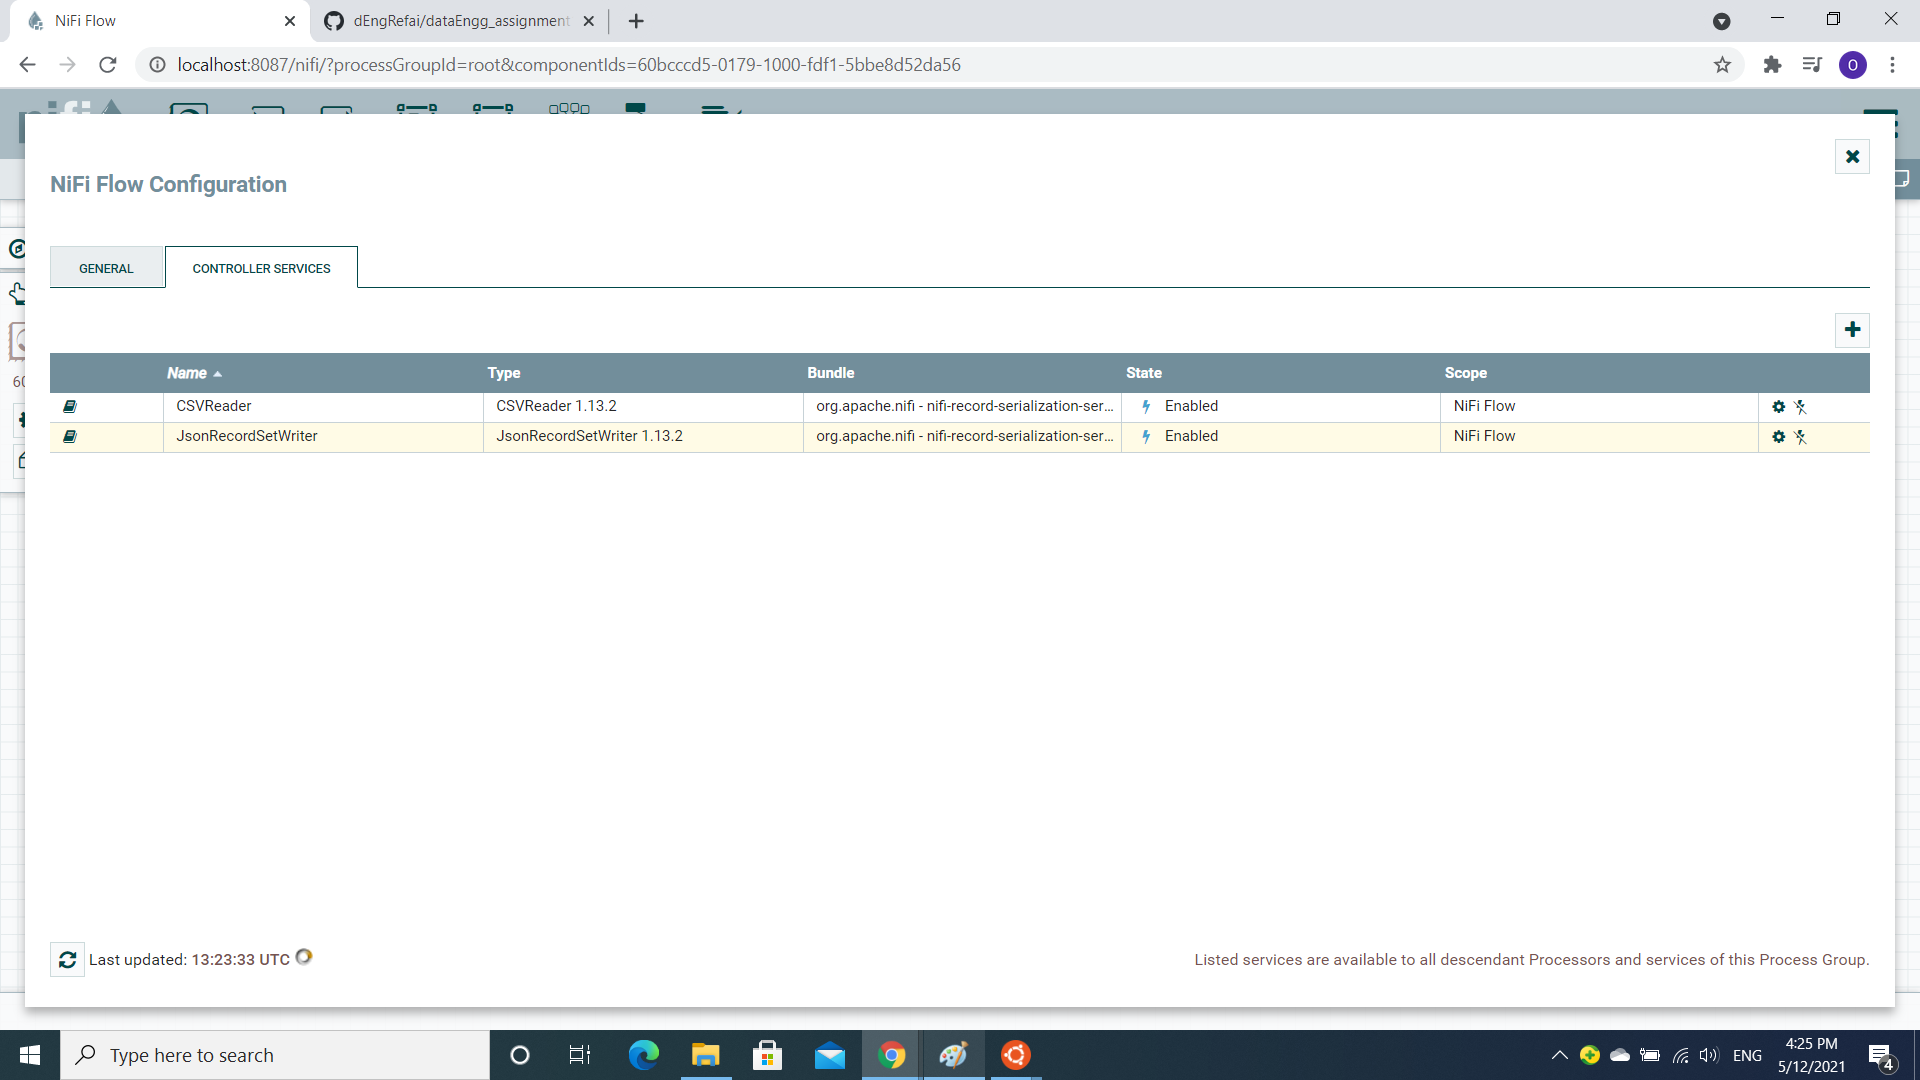 NiFi Flow
dEngRefai/dataEngg_assignment
localhost:8087/nifi/?processGroupId=root&componentIds=60bcccd5-0179-1000-fdf1-5bbe8d52da56
O
nifi
NiFi Flow Configuration
GENERAL
CONTROLLER SERVICES
60
Name Type Bundle State Scope
CSVReader CSVReader 1.13.2 org.apache.nifi - nifi-record-serialization-ser... Enabled NiFi Flow
JsonRecordSetWriter JsonRecordSetWriter 1.13.2 org.apache.nifi - nifi-record-serialization-ser... Enabled NiFi Flow
Last updated: 13:23:33 UTC
Listed services are available to all descendant Processors and services of this Process Group.
Type here to search
ENG
4:25 PM
5/12/2021
4